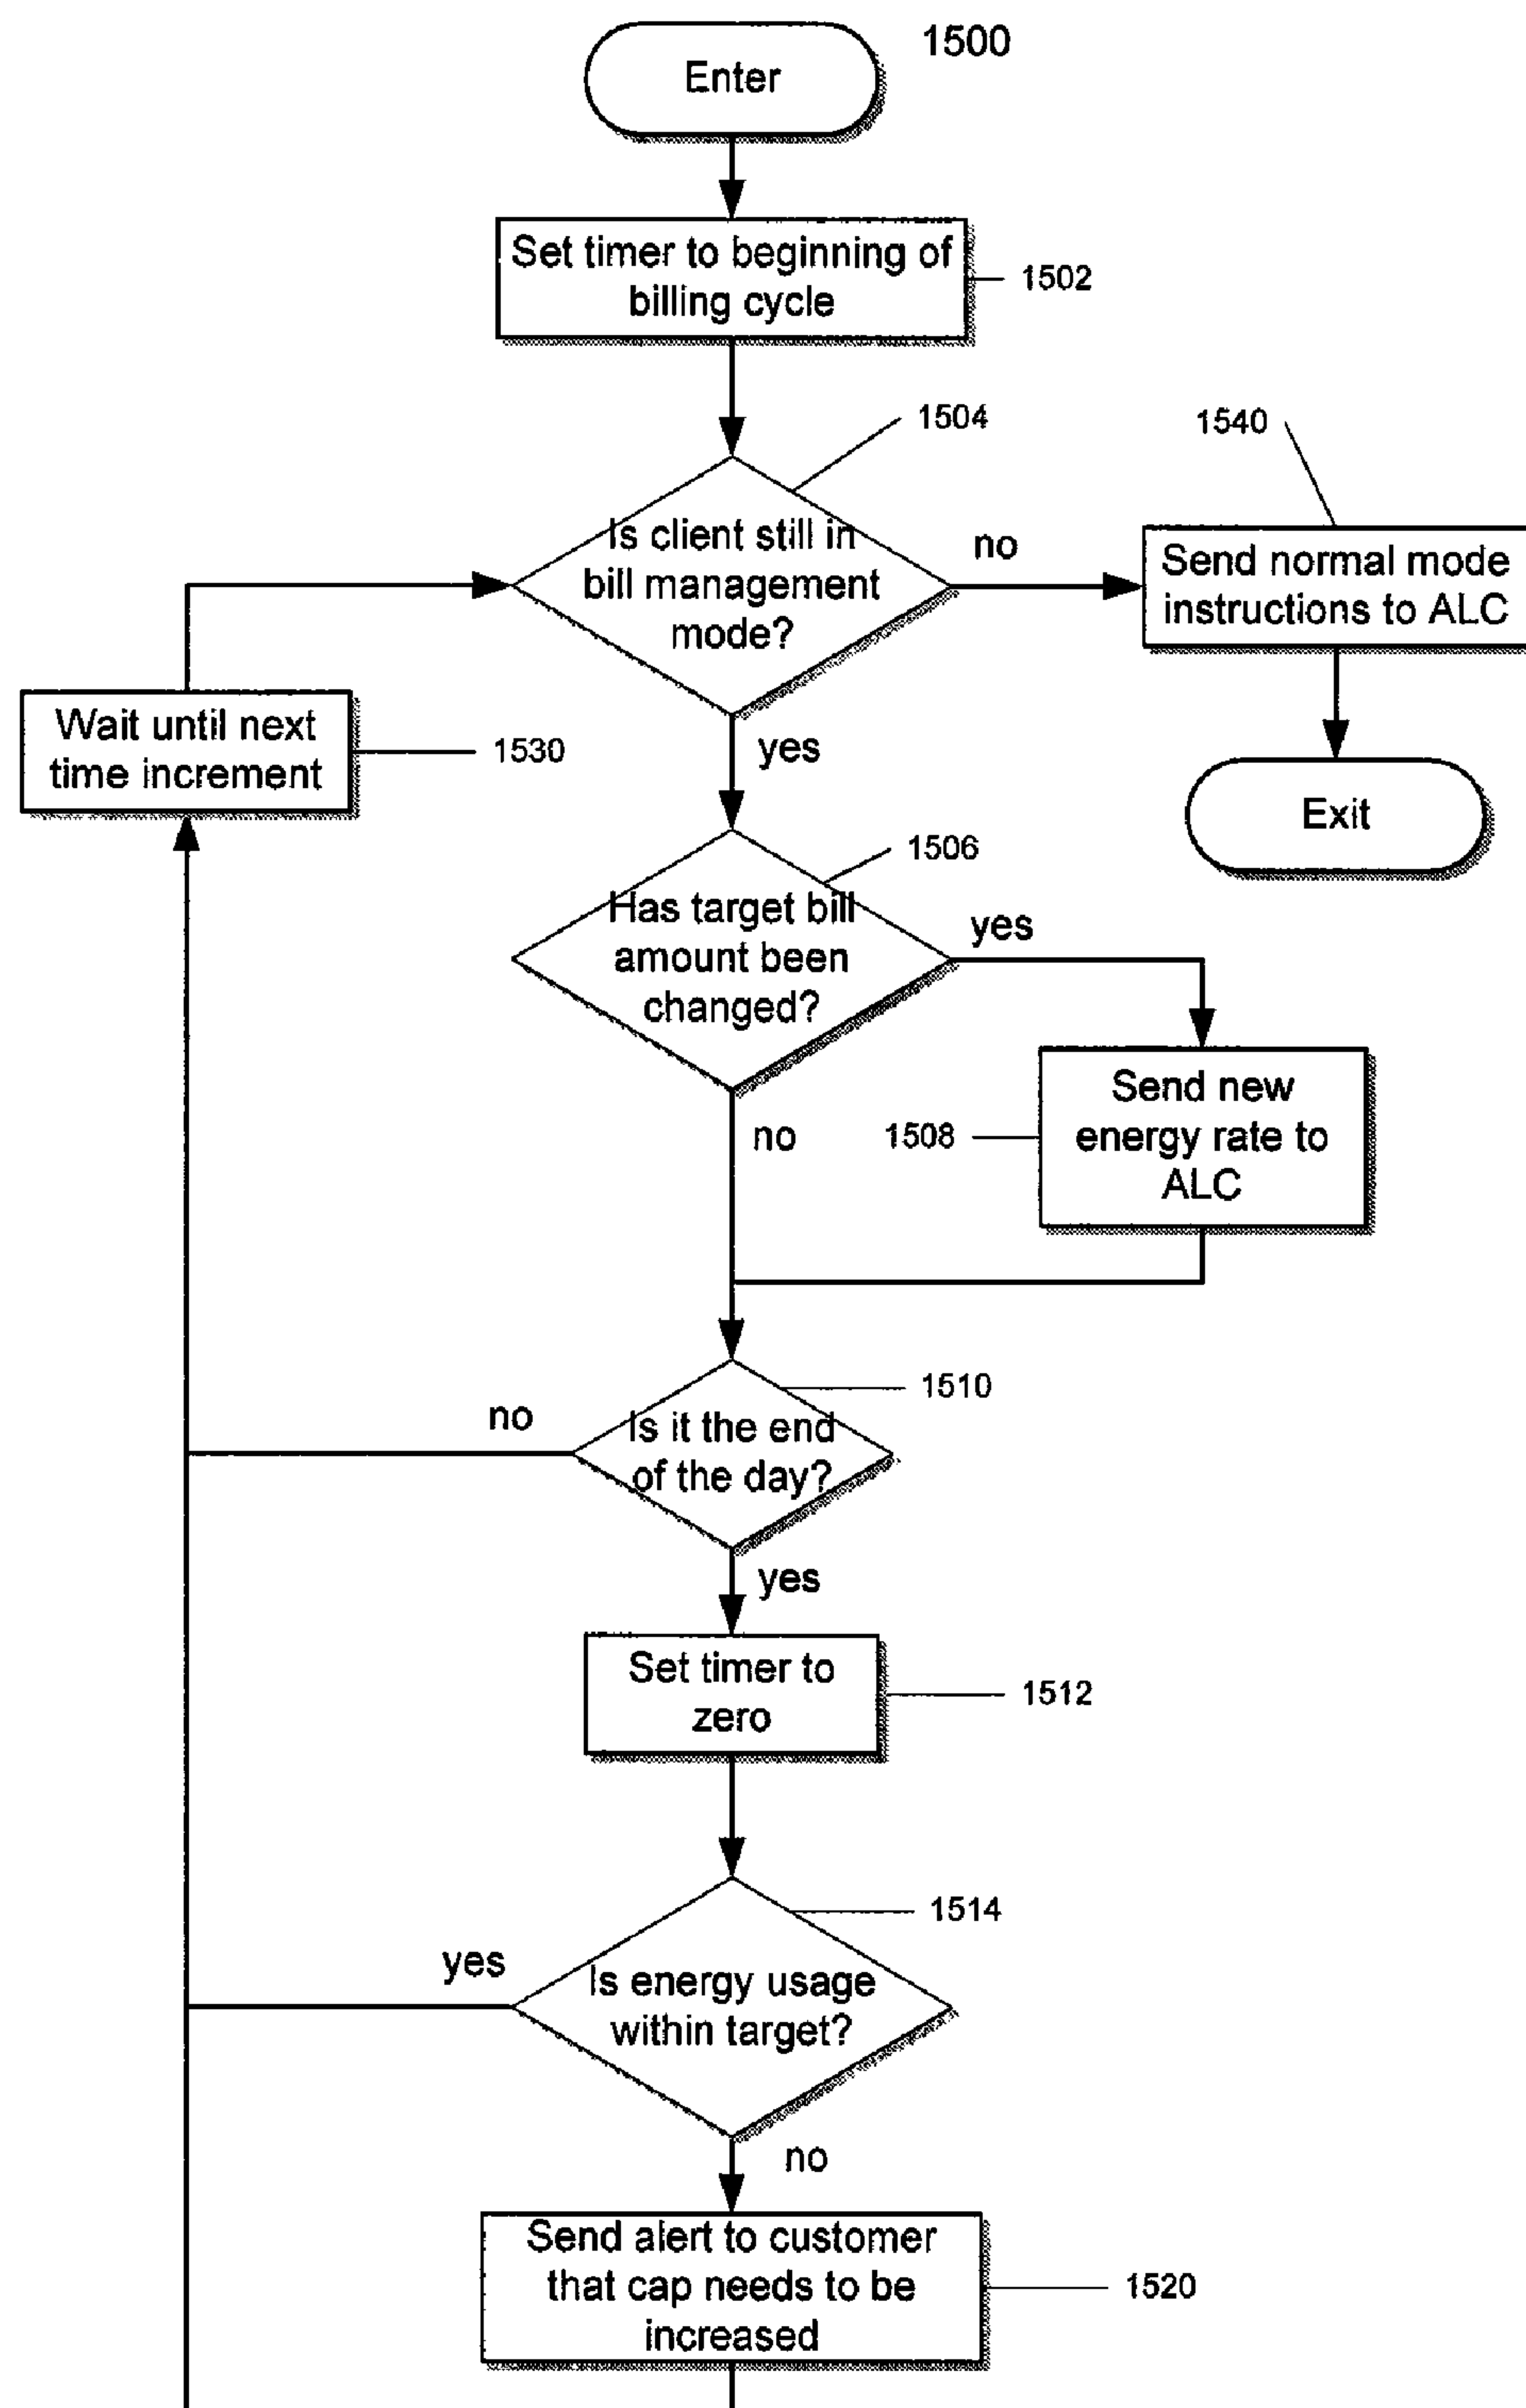 Enter
1500
Set timer to beginning of
billing cycle
1502
1504
1540
Is client still in
bill management
mode?
no
Send normal mode
instructions to ALC
Wait until next
time increment
1530
yes
Exit
1506
Has target bill
amount been
changed?
yes
Send new
energy rate to
ALC
no
1508
1510
no
Is it the end
of the day?
yes
Set timer to
zero
1512
1514
yes
Is energy usage
within target?
no
Send alert to customer
that cap needs to be
increased
1520